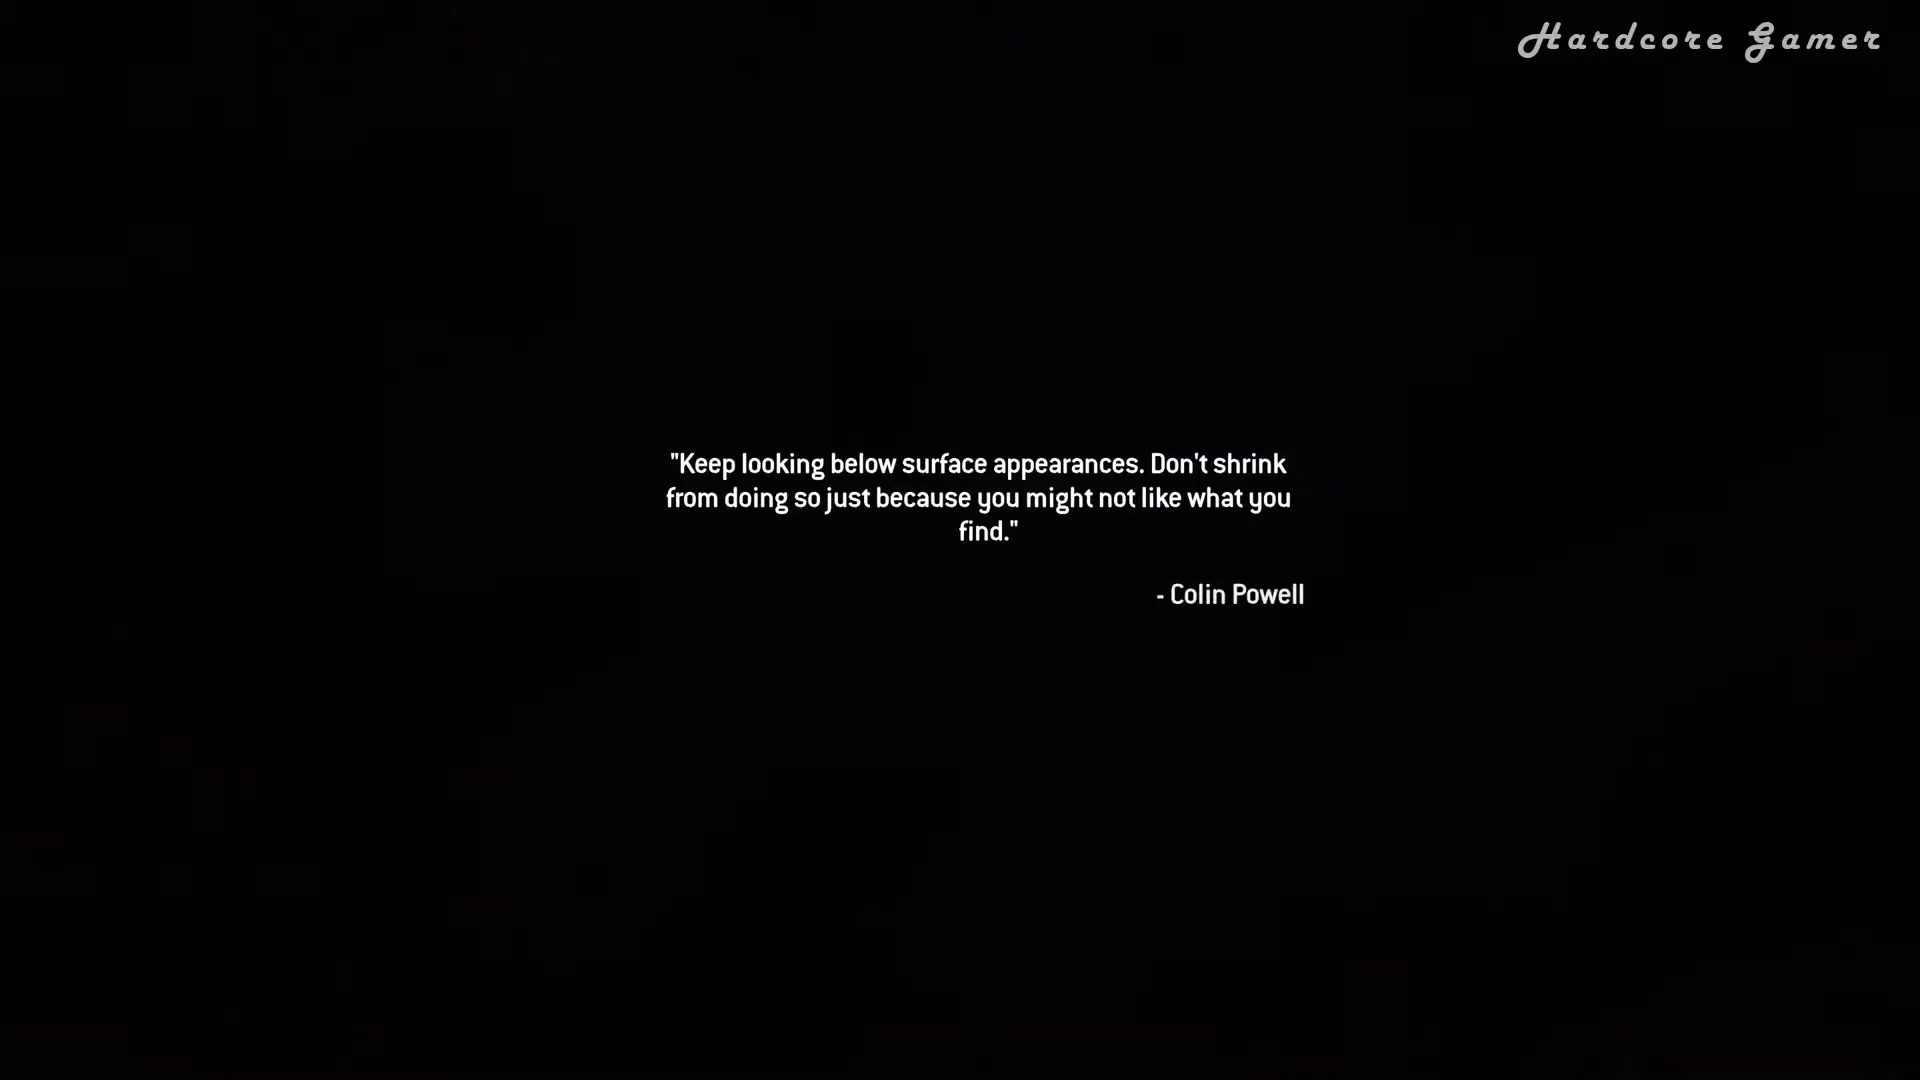 Hardcore Gamer
"Keep looking below surface appearances. Don't shrink
from doing so just because you might not like what you
find."
- Colin Powell